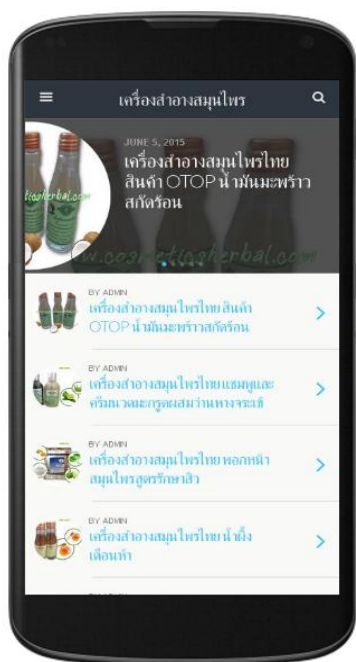 เครื่องสำอางสมุนไพร
JUNE 5, 2015
เครื่องสำอางสมุนไพรไทย
สินค้า OTOP น้ำมันมะพร้าว
สกัดร้อน
www.cosmeticsherbal.com
BY ADMIN
เครื่องสำอางสมุนไพรไทย สินค้า
OTOP น้ำมันมะพร้าวสกัดร้อน
BY ADMIN
เครื่องสำอางสมุนไพรไทย แชมพูและ
ครีมนวดมะกรูดผสมว่านหางจระเข้
BY ADMIN
เครื่องสำอางสมุนไพรไทย พอกหน้า
สมุนไพรสูตรรักษาสิว
BY ADMIN
เครื่องสำอางสมุนไพรไทย น้ำผึ้ง
เดือนห้า